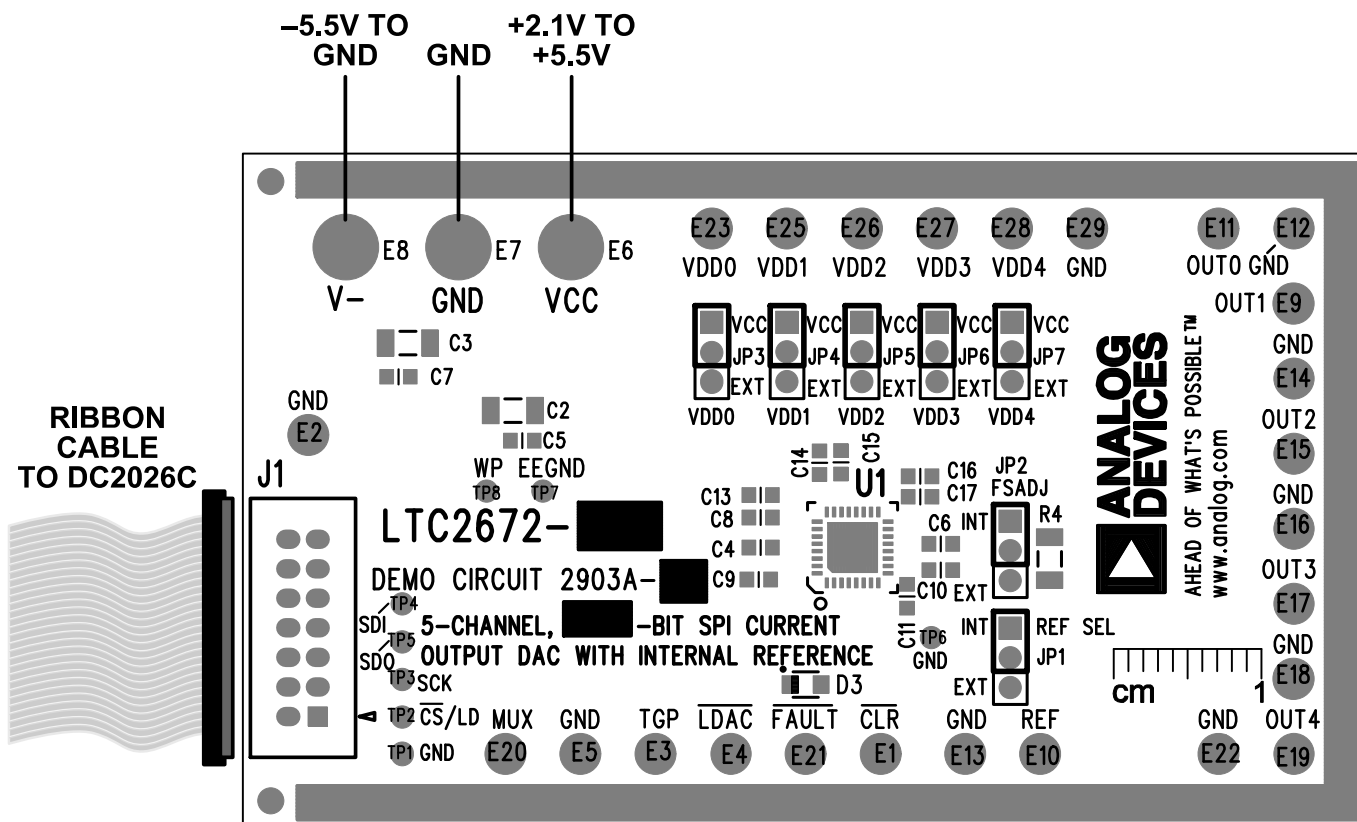 –5.5V TO
GND
GND
+2.1V TO
+5.5V
E8
E7
E6
V-
GND
VCC
E23
E25
E26
E27
E28
E29
E11
E12
VDD0
VDD1
VDD2
VDD3
VDD4
GND
OUT0
GND
OUT1
E9
VCC
VCC
VCC
VCC
VCC
JP3
JP4
JP5
JP6
JP7
EXT
EXT
EXT
EXT
EXT
VDD0
VDD1
VDD2
VDD3
VDD4
C3
C7
C2
C5
GND
E2
RIBBON
CABLE
TO DC2026C
J1
WP
EEGND
TP8
TP7
C14
C15
U1
C16
C17
C13
C8
C4
C9
C6
C10
C11
TP6
GND
JP2
FSADJ
INT
EXT
R4
INT
REF SEL
JP1
EXT
LTC2672-
DEMO CIRCUIT 2903A-
5-CHANNEL, -BIT SPI CURRENT
OUTPUT DAC WITH INTERNAL REFERENCE
D3
TP4
SDI
TP5
SDO
TP3
SCK
TP2
CS/LD
TP1
GND
MUX
GND
TGP
LDAC
FAULT
CLR
GND
REF
E20
E5
E3
E4
E21
E1
E13
E10
ANALOG
DEVICES
AHEAD OF WHAT'S POSSIBLE™
www.analog.com
GND
E14
OUT2
E15
GND
E16
OUT3
E17
GND
E18
cm
1
GND
OUT4
E22
E19